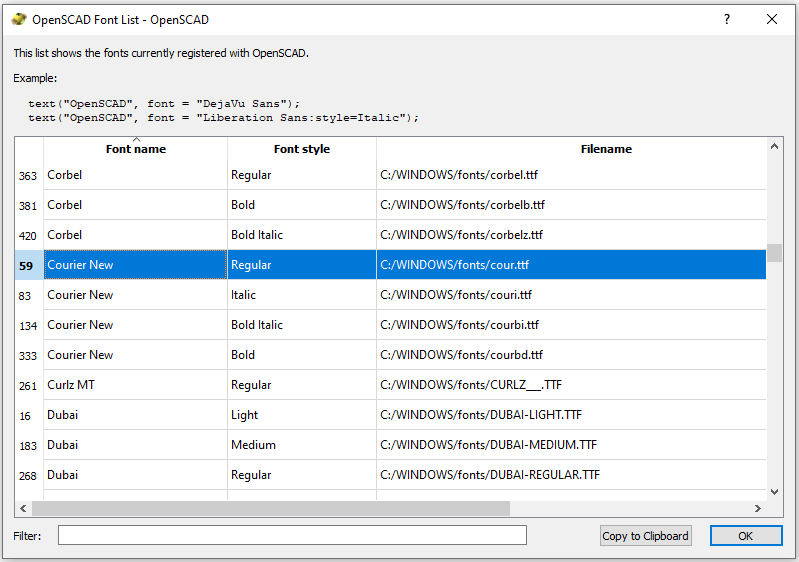 OpenSCAD Font List - OpenSCAD ?
This list shows the fonts currently registered with OpenSCAD.
Example:
text("OpenSCAD", font = "DejaVu Sans");
text("OpenSCAD", font = "Liberation Sans:style=Italic");
Font name Font style Filename
363 Corbel Regular C:/WINDOWS/fonts/corbel.ttf
381 Corbel Bold C:/WINDOWS/fonts/corbelb.ttf
420 Corbel Bold Italic C:/WINDOWS/fonts/corbelz.ttf
59 Courier New Regular C:/WINDOWS/fonts/cour.ttf
83 Courier New Italic C:/WINDOWS/fonts/couri.ttf
134 Courier New Bold Italic C:/WINDOWS/fonts/courbi.ttf
333 Courier New Bold C:/WINDOWS/fonts/courbd.ttf
261 Curlz MT Regular C:/WINDOWS/fonts/CURLZ___.TTF
16 Dubai Light C:/WINDOWS/fonts/DUBAI-LIGHT.TTF
183 Dubai Medium C:/WINDOWS/fonts/DUBAI-MEDIUM.TTF
268 Dubai Regular C:/WINDOWS/fonts/DUBAI-REGULAR.TTF
Filter: Copy to Clipboard OK